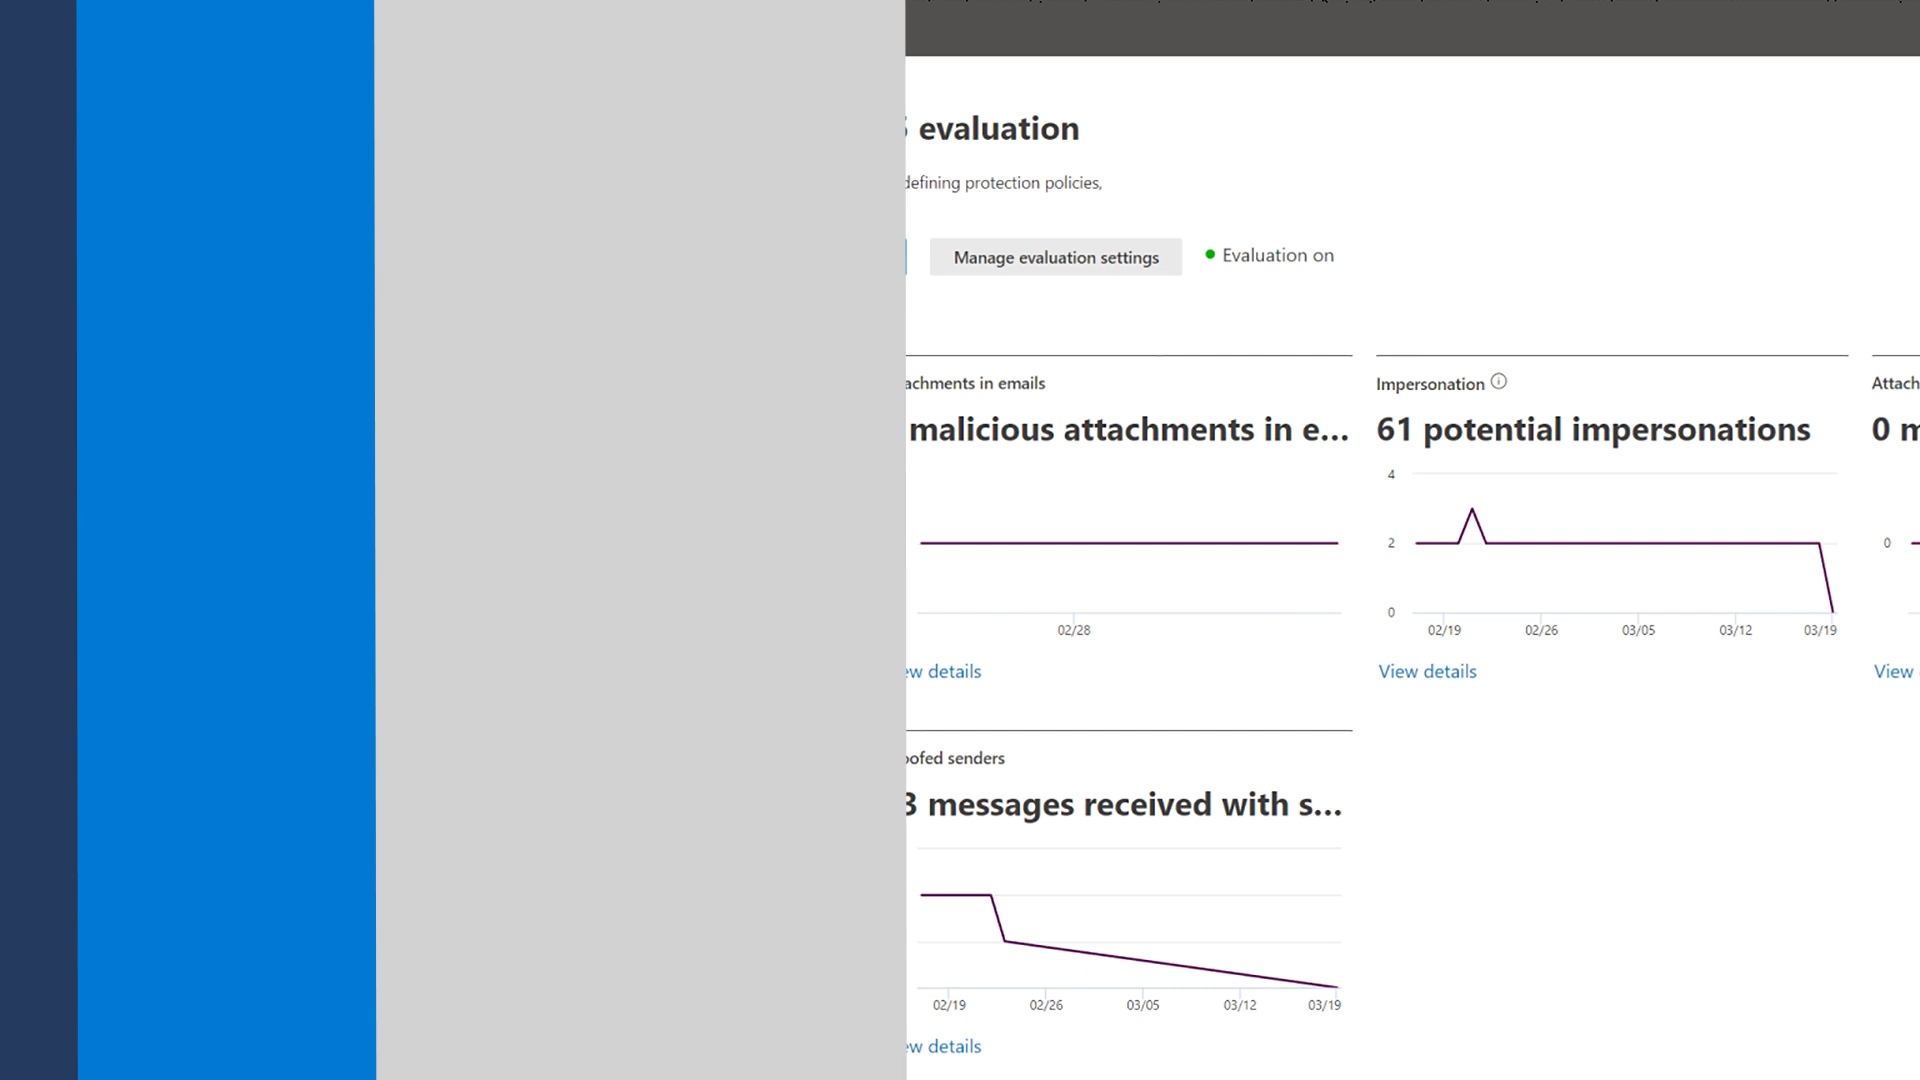 evaluation
defining protection policies,
Manage evaluation settings
Evaluation on
achments in emails
malicious attachments in e...
02/28
ew details
Impersonation
61 potential impersonations
4
2
0
02/19 02/26 03/05 03/12 03/19
View details
Attach
0 m
0
View
oofed senders
3 messages received with s...
02/19 02/26 03/05 03/12 03/19
ew details